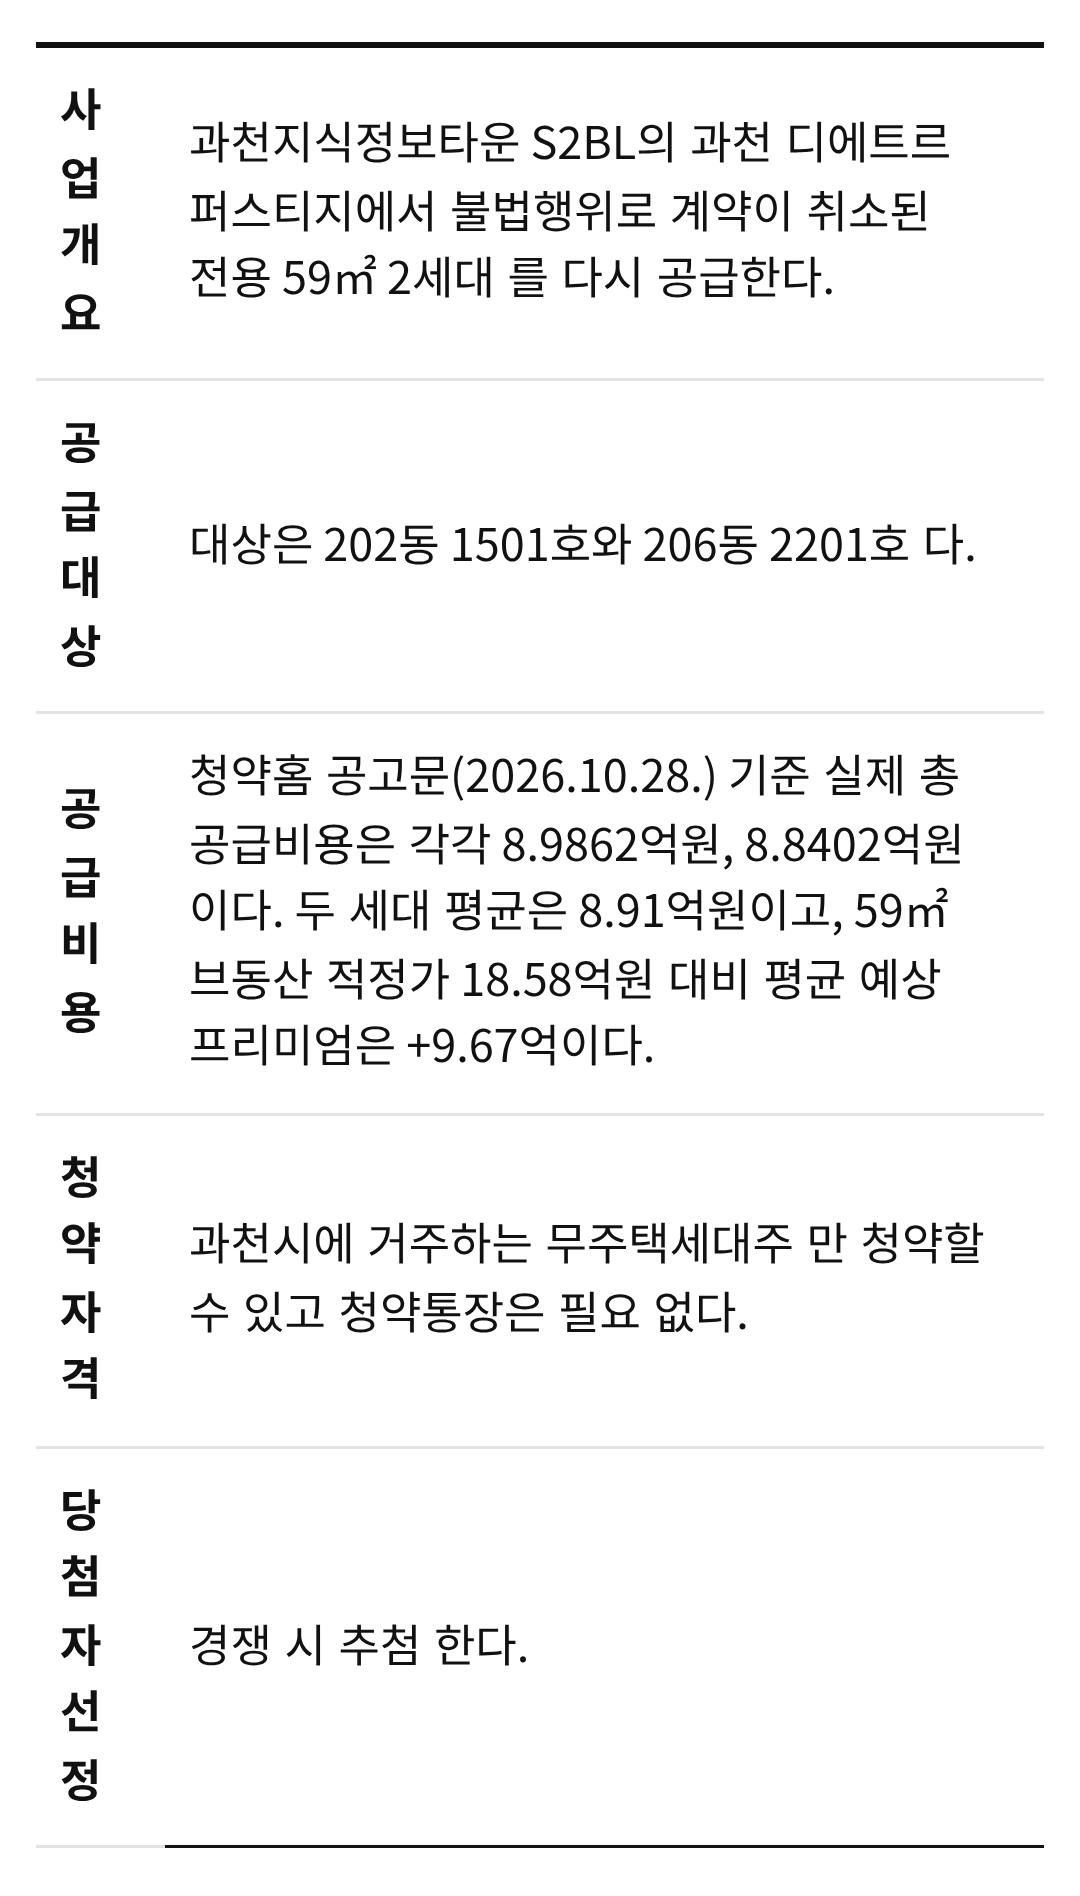 사
업
개
요
과천지식정보타운 S2BL의 과천 디에트르
퍼스티지에서 불법행위로 계약이 취소된
전용 59㎡ 2세대 를 다시 공급한다.
공
급
대
상
대상은 202동 1501호와 206동 2201호 다.
공
급
비
용
청약홈 공고문(2026.10.28.) 기준 실제 총
공급비용은 각각 8.9862억원, 8.8402억원
이다. 두 세대 평균은 8.91억원이고, 59㎡
브동산 적정가 18.58억원 대비 평균 예상
프리미엄은 +9.67억이다.
청
약
자
격
과천시에 거주하는 무주택세대주 만 청약할
수 있고 청약통장은 필요 없다.
당
첨
자
선
정
경쟁 시 추첨 한다.